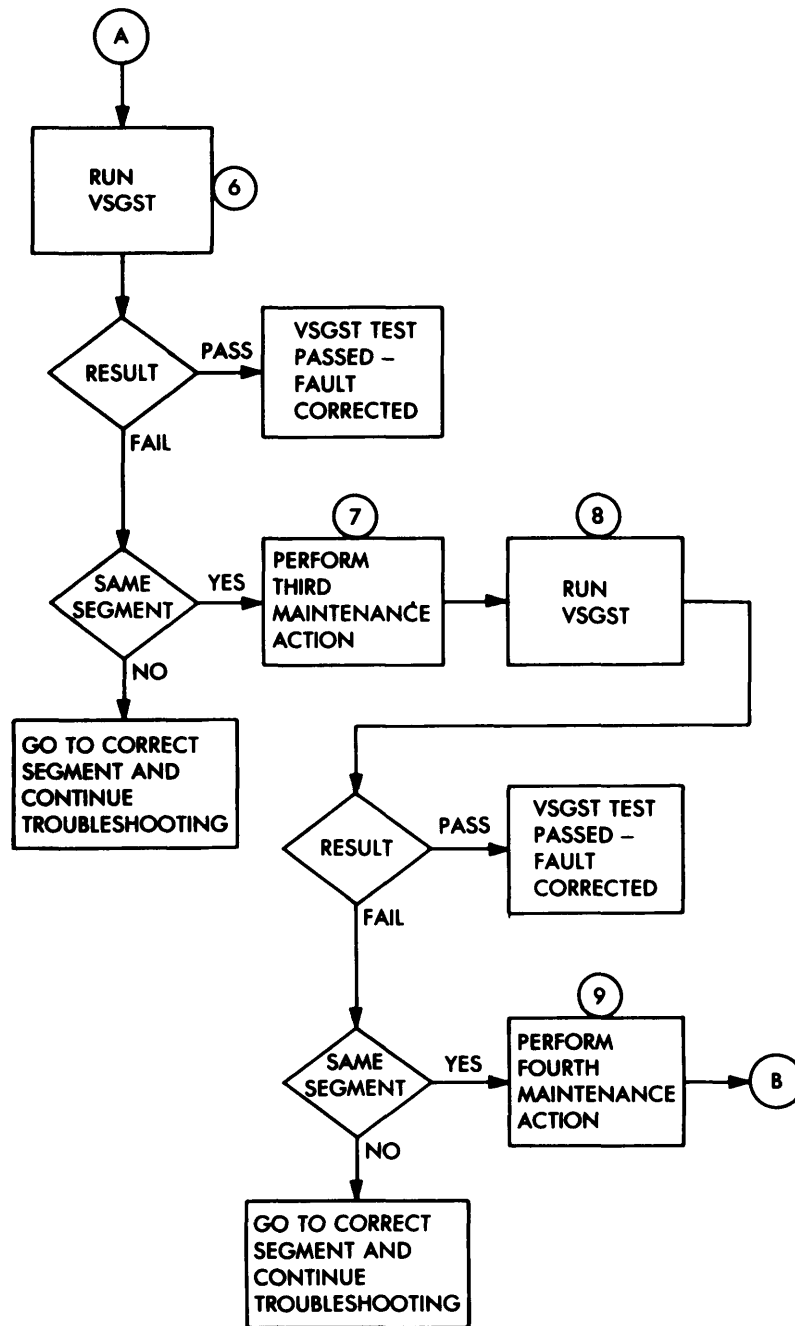 A
RUN
VSGST
6
RESULT
PASS
VSGST TEST
PASSED –
FAULT
CORRECTED
FAIL
SAME
SEGMENT
YES
7
PERFORM
THIRD
MAINTENANCE
ACTION
8
RUN
VSGST
NO
GO TO CORRECT
SEGMENT AND
CONTINUE
TROUBLESHOOTING
RESULT
PASS
VSGST TEST
PASSED –
FAULT
CORRECTED
FAIL
SAME
SEGMENT
YES
9
PERFORM
FOURTH
MAINTENANCE
ACTION
B
NO
GO TO CORRECT
SEGMENT AND
CONTINUE
TROUBLESHOOTING